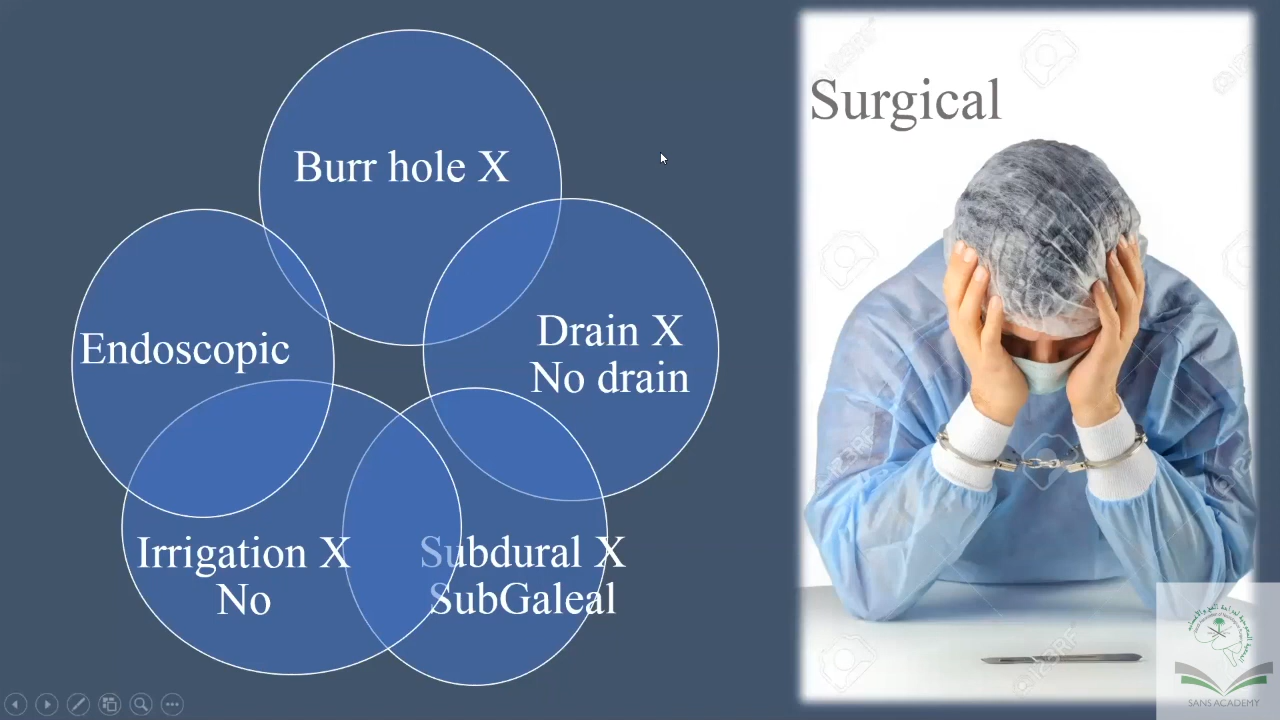 Surgical
Burr hole X
Drain X
No drain
Endoscopic
Irrigation X
No
Subdural X
SubGaleal
SANS ACADEMY